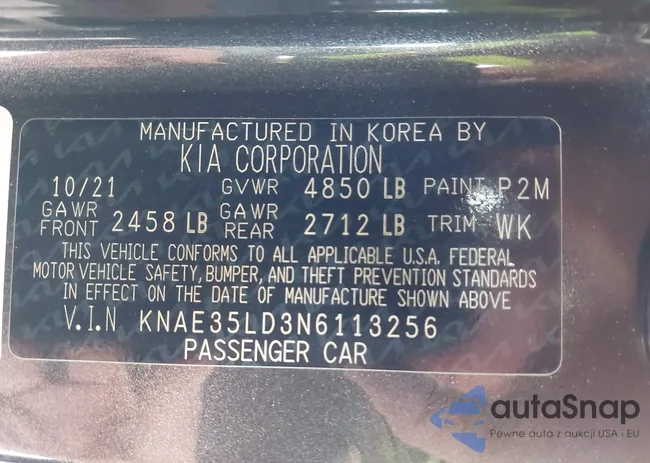 MANUFACTURED IN KOREA BY
KIA CORPORATION
10/21 GVWR 4850 LB PAINT P2M
GAWR FRONT 2458 LB GAWR REAR 2712 LB TRIM WK
THIS VEHICLE CONFORMS TO ALL APPLICABLE U.S.A. FEDERAL
MOTOR VEHICLE SAFETY, BUMPER, AND THEFT PREVENTION STANDARDS
IN EFFECT ON THE DATE OF MANUFACTURE SHOWN ABOVE
V.I.N KNAE35LD3N6113256
PASSENGER CAR
autaSnap
Pewne auta z aukcji USA i EU